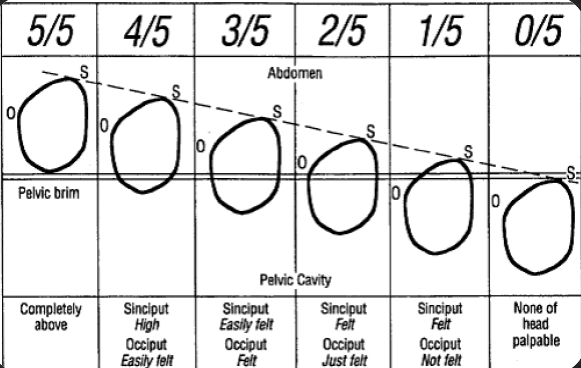 5/5 4/5 3/5 2/5 1/5 0/5
Abdomen
S
S
S
S
S
S
O
O
O
O
O
O
Pelvic brim
Pelvic Cavity
Completely
above
Sinciput
High
Occiput
Easily felt
Sinciput
Easily felt
Occiput
Felt
Sinciput
Felt
Occiput
Just felt
Sinciput
Felt
Occiput
Not felt
None of
head
palpable